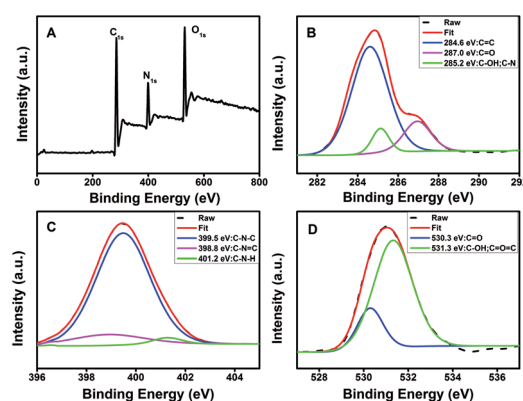 A
C1s
O1s
N1s
Intensity (a.u.)
0 200 400 600 800
Binding Energy (eV)
B
Raw
Fit
284.6 eV:C=C
287.0 eV:C=O
285.2 eV:C-OH;C-N
Intensity (a.u.)
282 284 286 288 290 292
Binding Energy (eV)
C
Raw
Fit
399.5 eV:C-N-C
398.8 eV:C-N=C
401.2 eV:C-N-H
Intensity (a.u.)
396 398 400 402 404
Binding Energy (eV)
D
Raw
Fit
530.3 eV:C=O
531.3 eV:C-OH;C=O=C
Intensity (a.u.)
528 530 532 534 536
Binding Energy (eV)